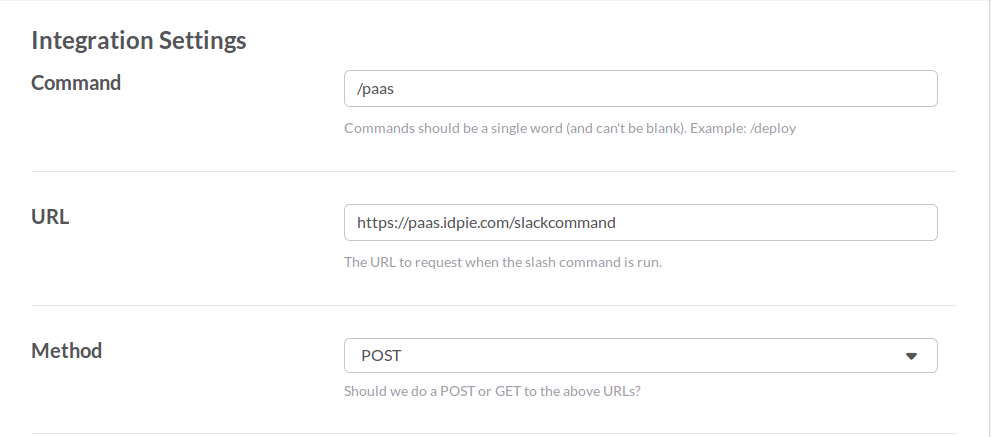 Integration Settings
Command
/paas
Commands should be a single word (and can't be blank). Example: /deploy
URL
https://paas.idpie.com/slackcommand
The URL to request when the slash command is run.
Method
POST
Should we do a POST or GET to the above URLs?